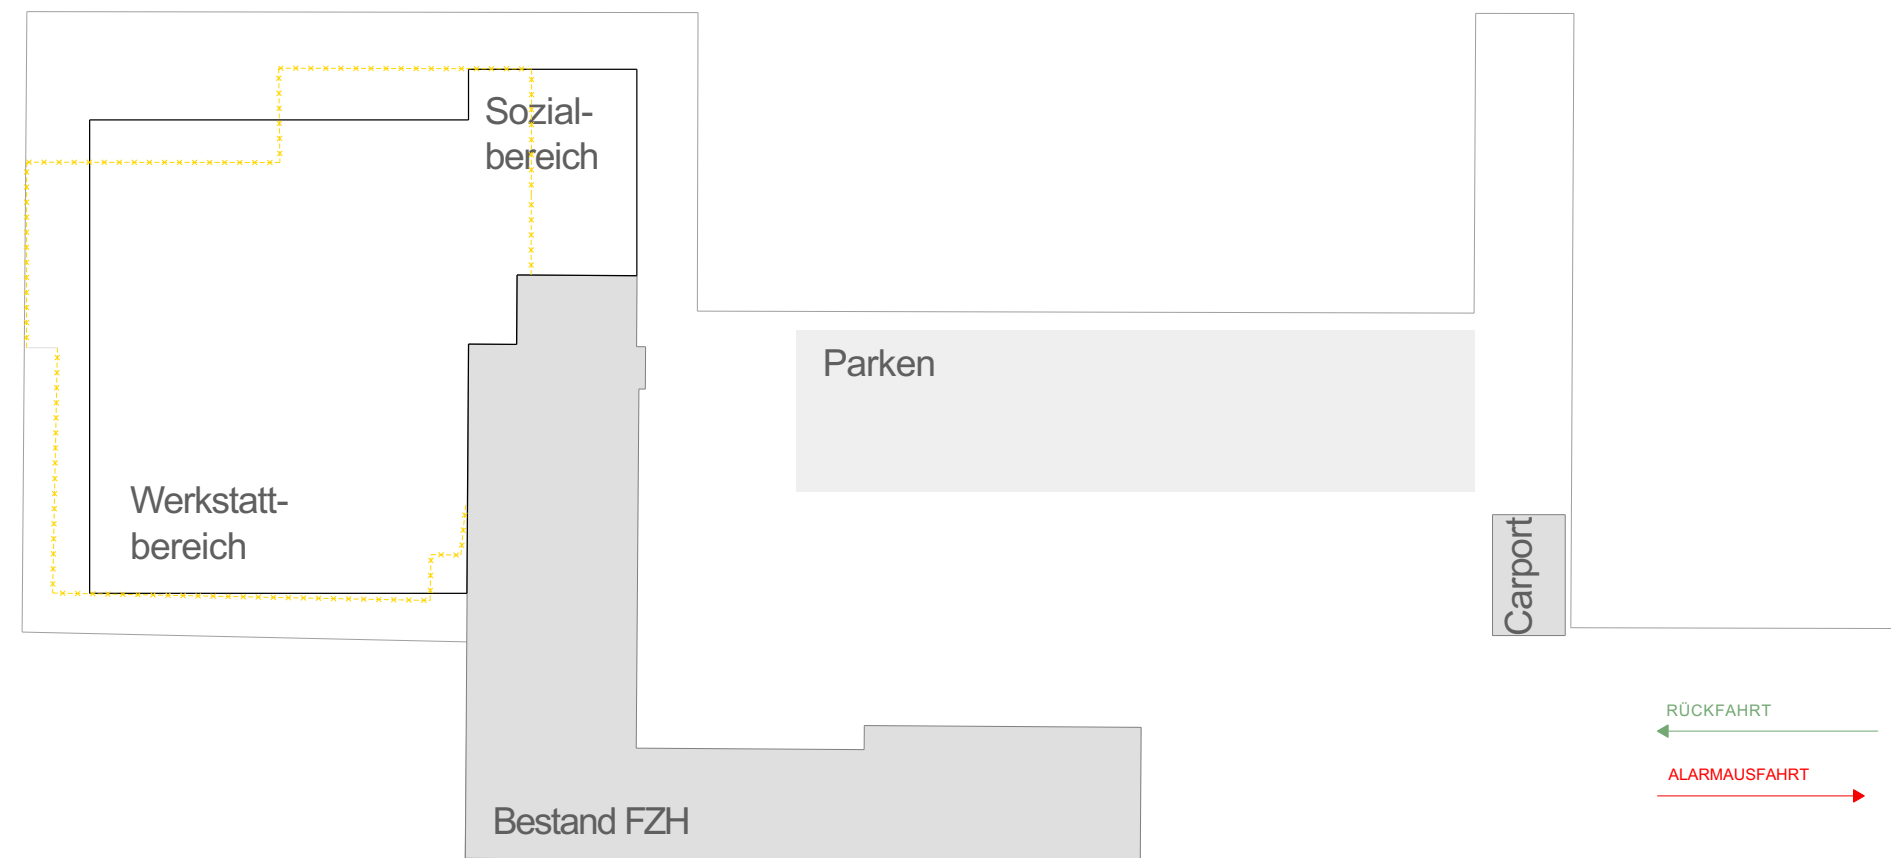 Sozial-
bereich
Parken
Werkstatt-
bereich
Carport
RÜCKFAHRT
ALARMAUSFAHRT
Bestand FZH